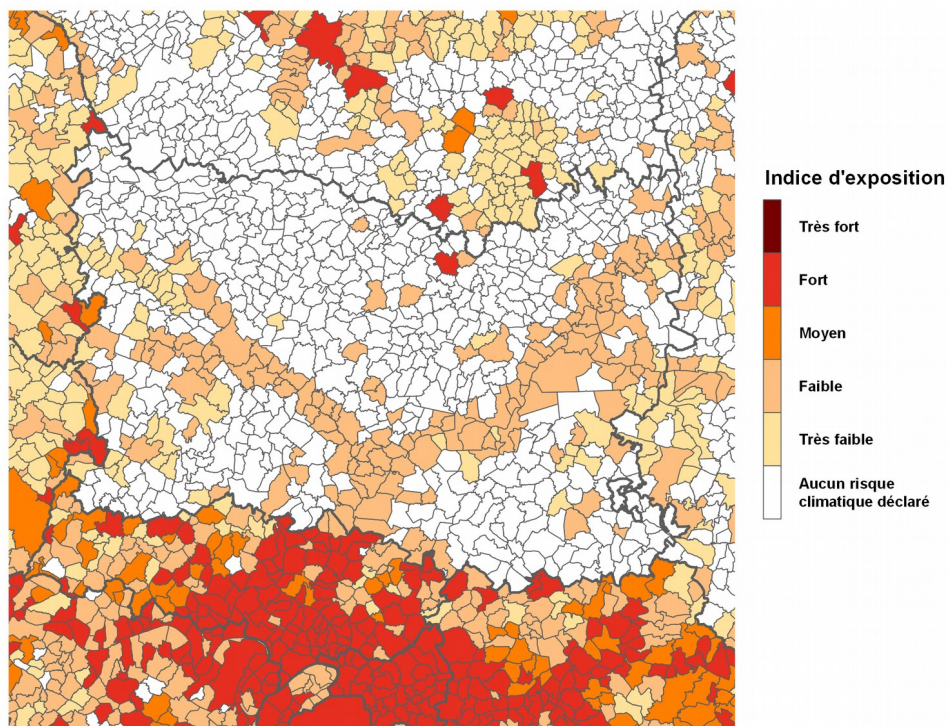 Indice d'exposition
Très fort
Fort
Moyen
Faible
Très faible
Aucun risque
climatique déclaré